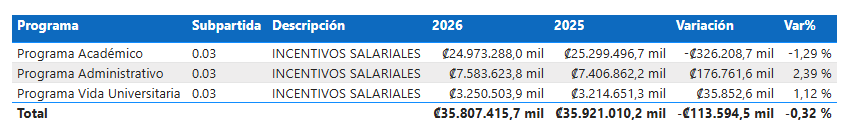 Programa Subpartida Descripción 2026 2025 Variación Var%
Programa Académico 0.03 INCENTIVOS SALARIALES ₡24.973.288,0 mil ₡25.299.496,7 mil -₡326.208,7 mil -1,29 %
Programa Administrativo 0.03 INCENTIVOS SALARIALES ₡7.583.623,8 mil ₡7.406.862,2 mil ₡176.761,6 mil 2,39 %
Programa Vida Universitaria 0.03 INCENTIVOS SALARIALES ₡3.250.503,9 mil ₡3.214.651,3 mil ₡35.852,6 mil 1,12 %
Total ₡35.807.415,7 mil ₡35.921.010,2 mil -₡113.594,5 mil -0,32 %